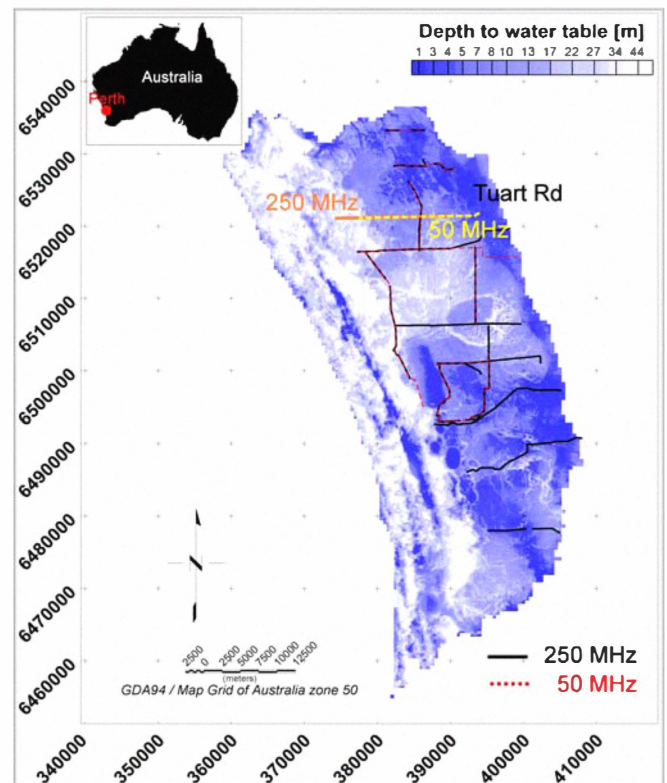 Depth to water table [m]
1 3 4 5 7 8 10 13 17 22 27 34 44
Australia
Perth
6540000
6530000
Tuart Rd
250 MHz
50 MHz
6520000
6510000
6500000
6490000
6480000
6470000
6460000
2500 0 2500 5000 7500 10000 12500
(meters)
GDA94 / Map Grid of Australia zone 50
250 MHz
50 MHz
340000 350000 360000 370000 380000 390000 400000 410000